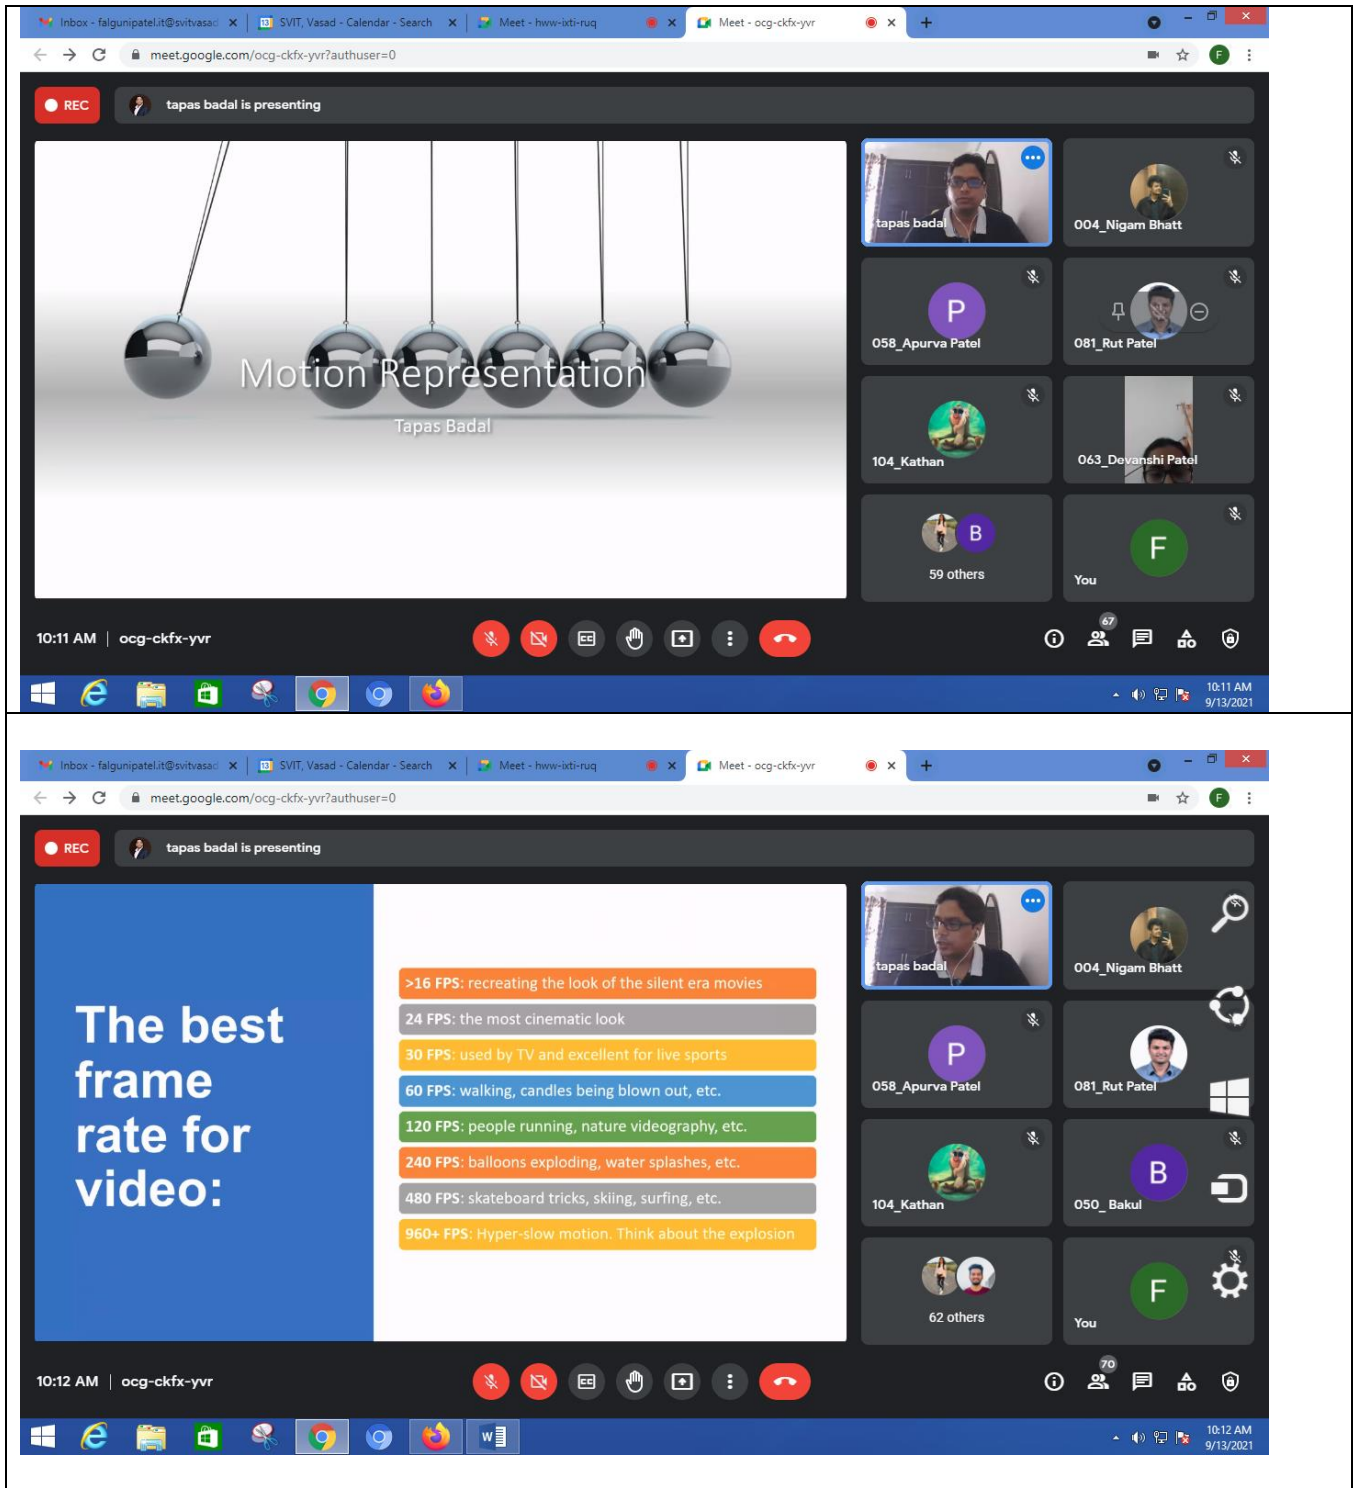 Inbox - falgunipatel.it@svitvasad
SVIT, Vasad - Calendar - Search
Meet - hww-ixti-ruq
Meet - ocg-ckfx-yvr
meet.google.com/ocg-ckfx-yvr?authuser=0
F
REC
tapas badal is presenting
Motion Representation
Tapas Badal
tapas badal
004_Nigam Bhatt
P
058_Apurva Patel
081_Rut Patel
104_Kathan
063_Devanshi Patel
B
59 others
F
You
10:11 AM | ocg-ckfx-yvr
CC
67
10:11 AM
9/13/2021
Inbox - falgunipatel.it@svitvasad
13
SVIT, Vasad - Calendar - Search
Meet - hww-ixti-ruq
Meet - ocg-ckfx-yvr
meet.google.com/ocg-ckfx-yvr?authuser=0
F
REC
tapas badal is presenting
The best
frame
rate for
video:
>16 FPS: recreating the look of the silent era movies
24 FPS: the most cinematic look
30 FPS: used by TV and excellent for live sports
60 FPS: walking, candles being blown out, etc.
120 FPS: people running, nature videography, etc.
240 FPS: balloons exploding, water splashes, etc.
480 FPS: skateboard tricks, skiing, surfing, etc.
960+ FPS: Hyper-slow motion. Think about the explosion
tapas badal
004_Nigam Bhatt
P
058_Apurva Patel
081_Rut Patel
104_Kathan
B
050_ Bakul
62 others
F
You
10:12 AM | ocg-ckfx-yvr
CC
70
W
10:12 AM
9/13/2021